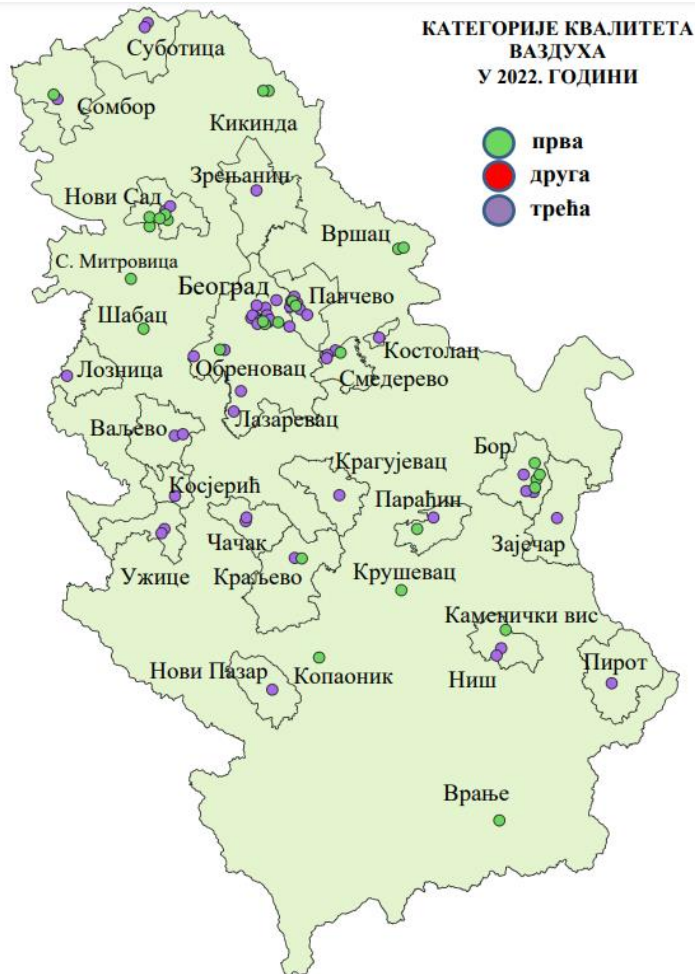 КАТЕГОРИЈЕ КВАЛИТЕТА
ВАЗДУХА
У 2022. ГОДИНИ
прва
друга
трећа
Суботица
Сомбор
Кикинда
Зрењанин
Нови Сад
Вршац
С. Митровица
Београд
Панчево
Шабац
Костолац
Лозница
Обреновац
Смедерево
Лазаревац
Ваљево
Бор
Крагујевац
Косјерић
Параћин
Чачак
Зајечар
Ужице
Краљево
Крушевац
Каменички вис
Нови Пазар
Копаоник
Ниш
Пирот
Врање